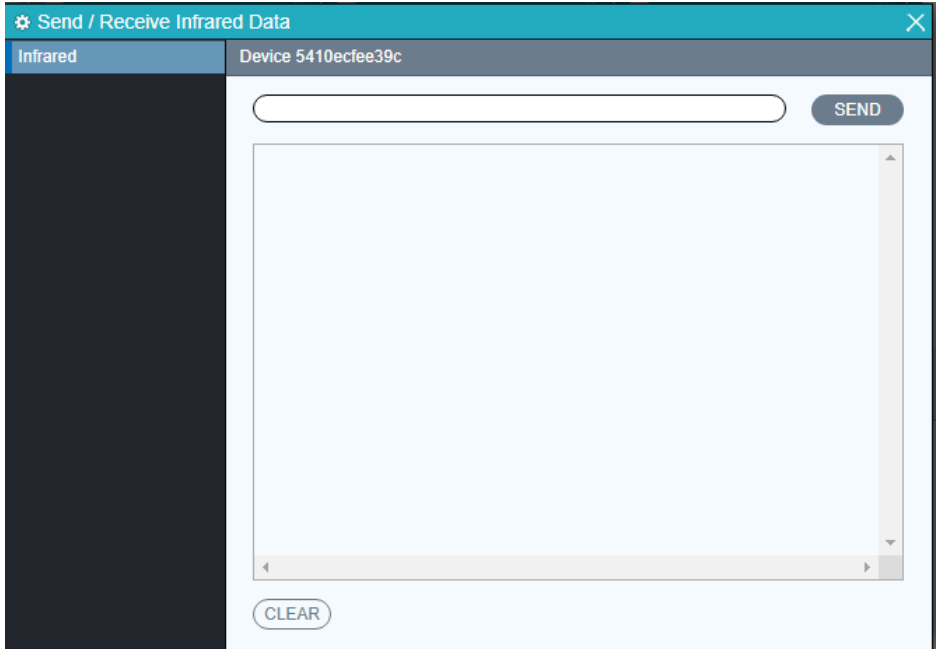 Send / Receive Infrared Data
Infrared
Device 5410ecfee39c
SEND
CLEAR